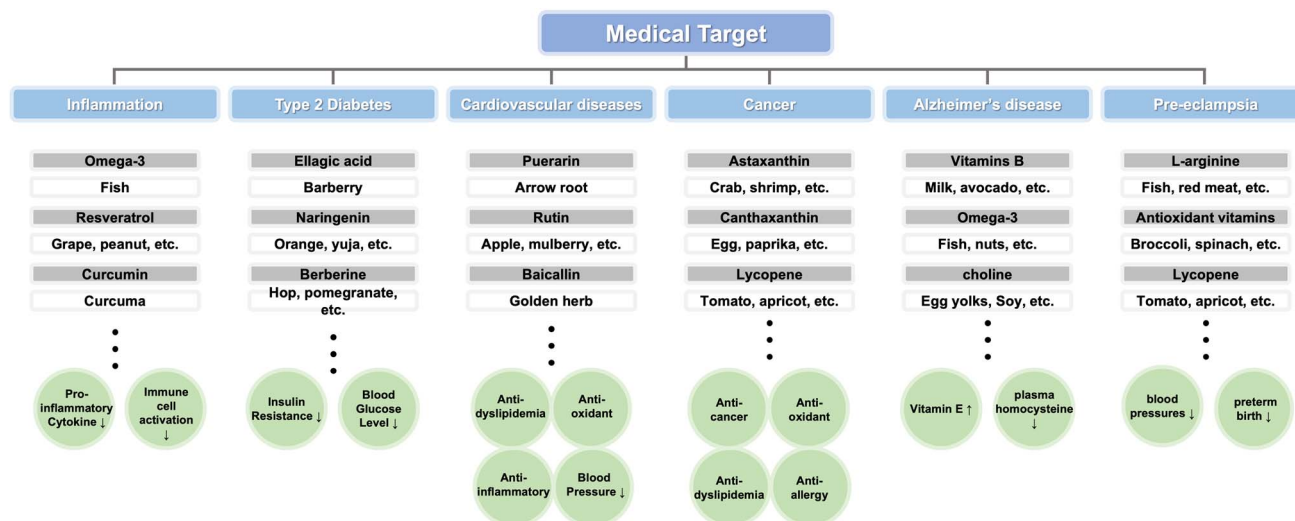 Medical Target
Inflammation
Type 2 Diabetes
Cardiovascular diseases
Cancer
Alzheimer's disease
Pre-eclampsia
Omega-3
Fish
Resveratrol
Grape, peanut, etc.
Curcumin
Curcuma
Pro-
inflammatory
Cytokine ↓
Immune
cell
activation
↓
Ellagic acid
Barberry
Naringenin
Orange, yuja, etc.
Berberine
Hop, pomegranate,
etc.
Insulin
Resistance ↓
Blood
Glucose
Level ↓
Puerarin
Arrow root
Rutin
Apple, mulberry, etc.
Baicallin
Golden herb
Anti-
dyslipidemia
Anti-
oxidant
Anti-
inflammatory
Blood
Pressure ↓
Astaxanthin
Crab, shrimp, etc.
Canthaxanthin
Egg, paprika, etc.
Lycopene
Tomato, apricot, etc.
Anti-
cancer
Anti-
oxidant
Anti-
dyslipidemia
Anti-
allergy
Vitamins B
Milk, avocado, etc.
Omega-3
Fish, nuts, etc.
choline
Egg yolks, Soy, etc.
Vitamin E ↑
plasma
homocysteine
↓
L-arginine
Fish, red meat, etc.
Antioxidant vitamins
Broccoli, spinach, etc.
Lycopene
Tomato, apricot, etc.
blood
pressures ↓
preterm
birth ↓